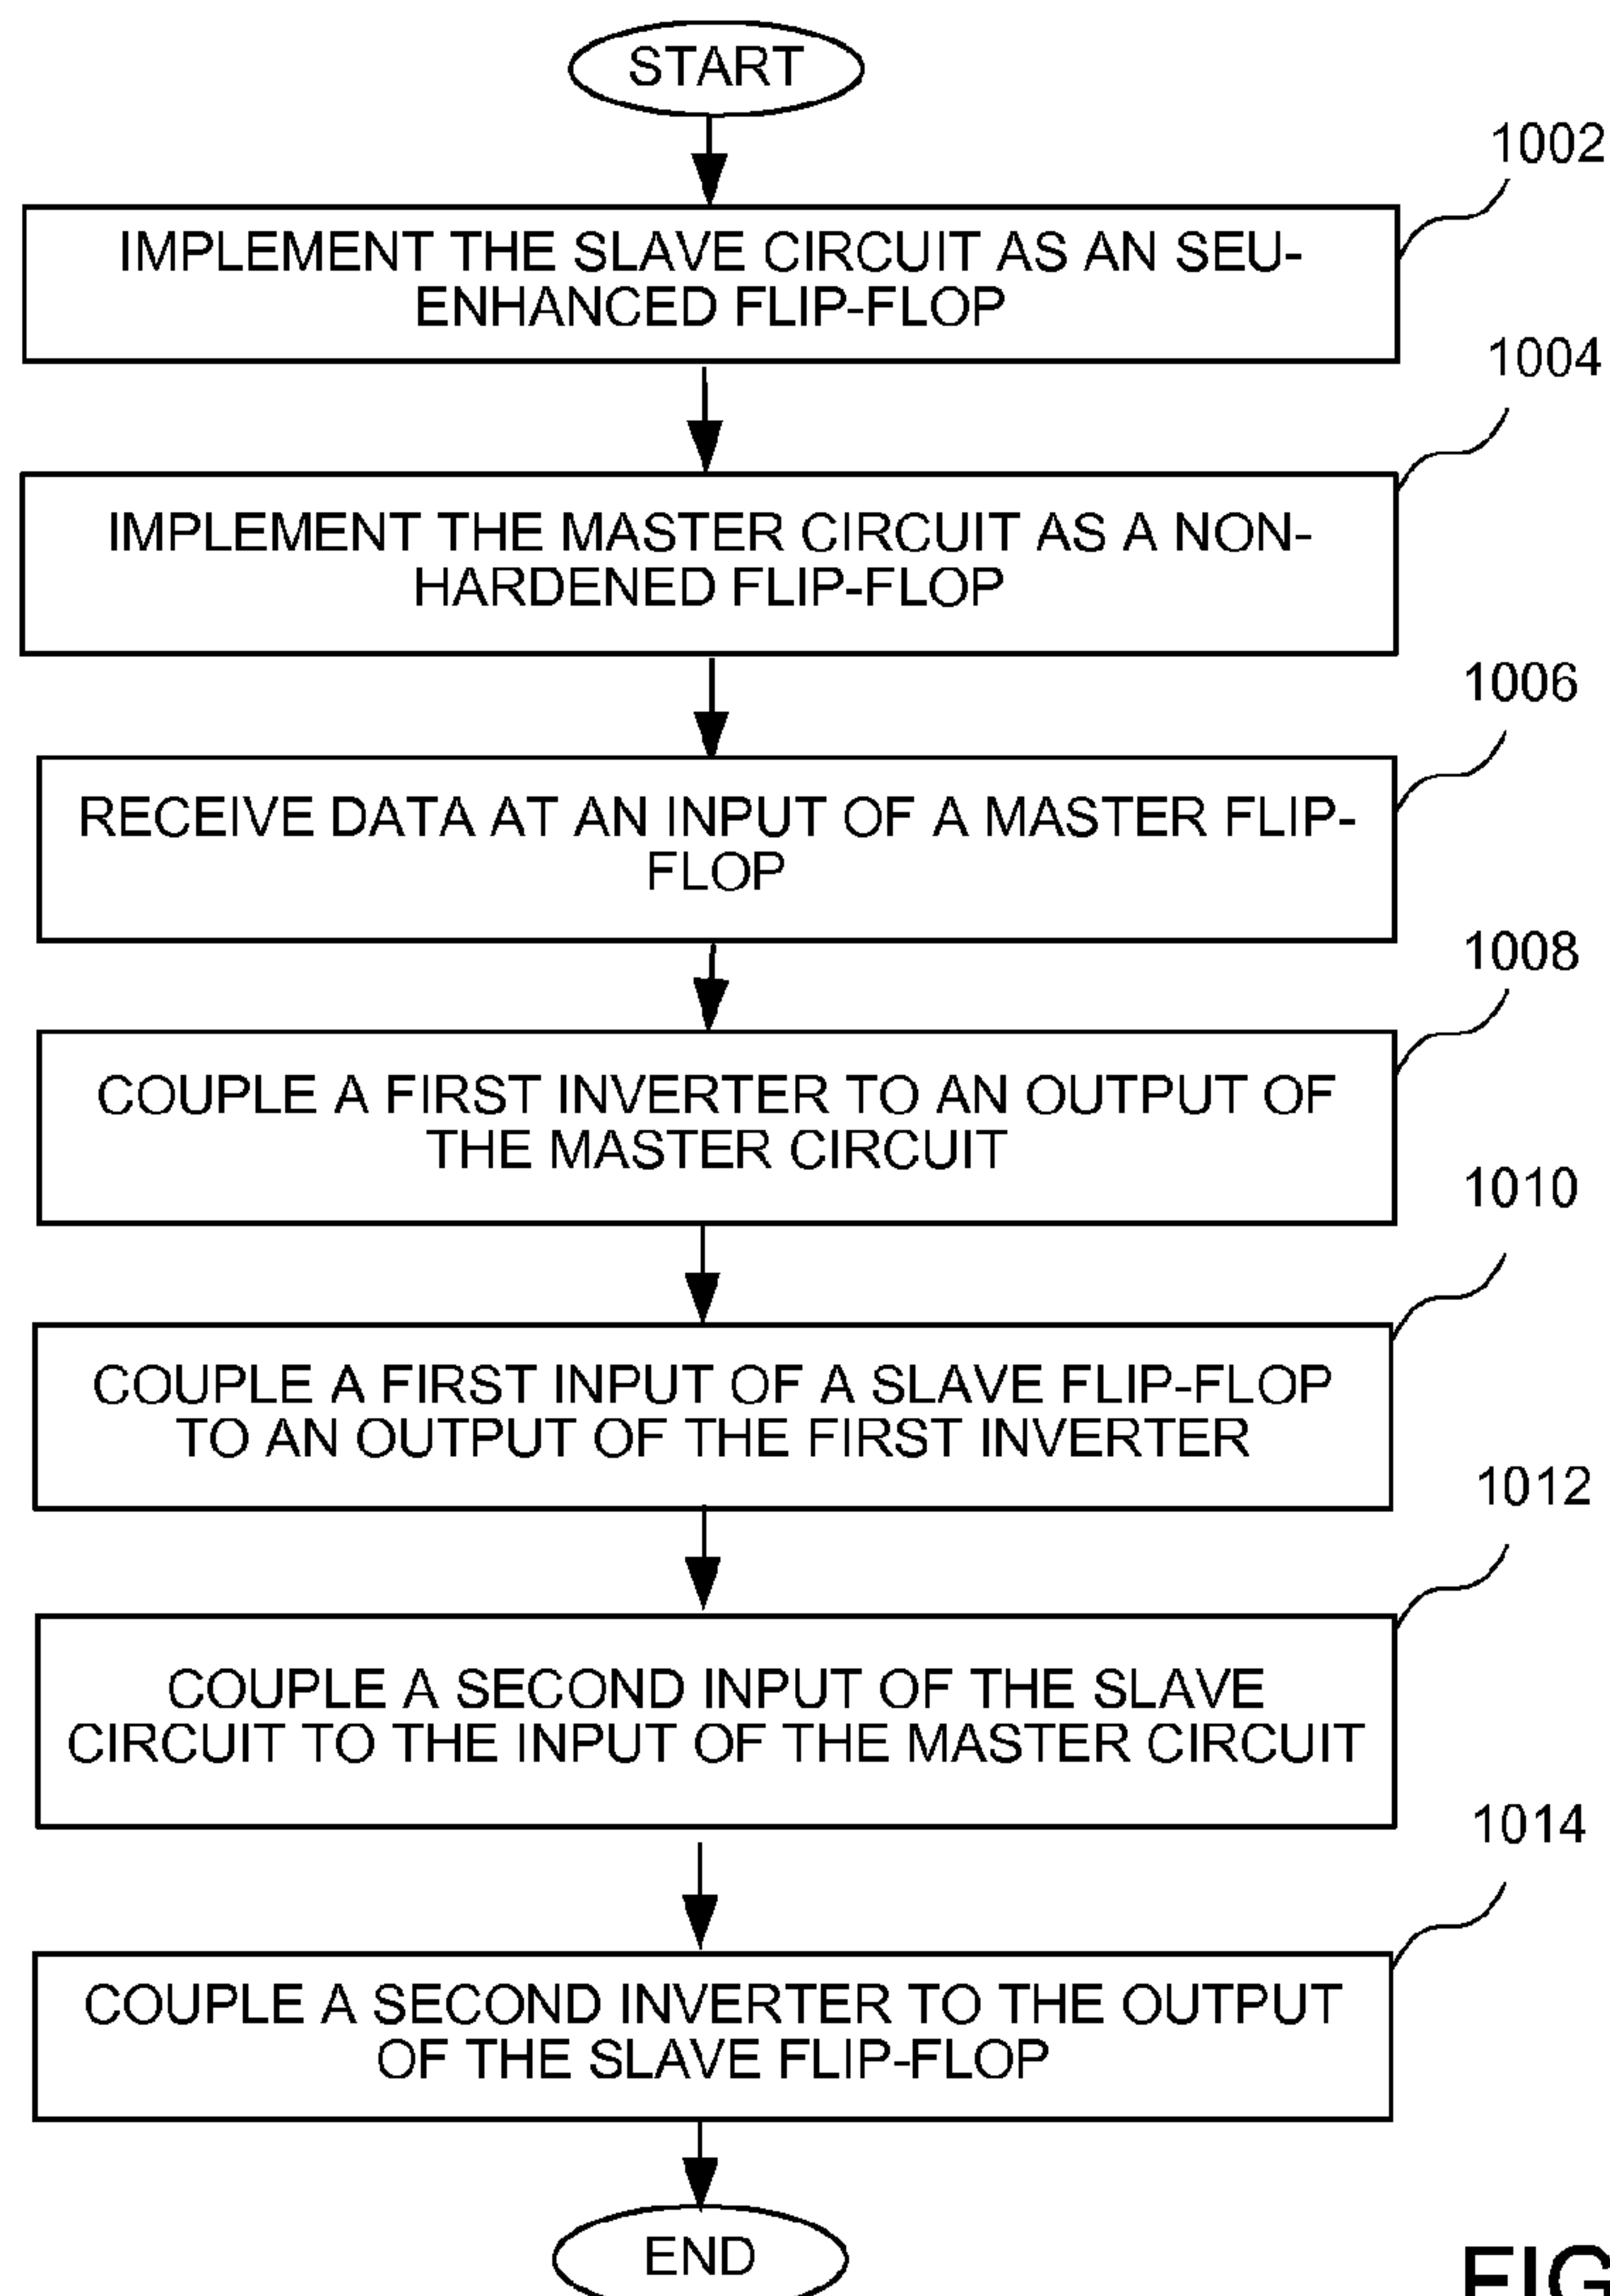 START
1002
IMPLEMENT THE SLAVE CIRCUIT AS AN SEU-
ENHANCED FLIP-FLOP
1004
IMPLEMENT THE MASTER CIRCUIT AS A NON-
HARDENED FLIP-FLOP
1006
RECEIVE DATA AT AN INPUT OF A MASTER FLIP-
FLOP
1008
COUPLE A FIRST INVERTER TO AN OUTPUT OF
THE MASTER CIRCUIT
1010
COUPLE A FIRST INPUT OF A SLAVE FLIP-FLOP
TO AN OUTPUT OF THE FIRST INVERTER
1012
COUPLE A SECOND INPUT OF THE SLAVE
CIRCUIT TO THE INPUT OF THE MASTER CIRCUIT
1014
COUPLE A SECOND INVERTER TO THE OUTPUT
OF THE SLAVE FLIP-FLOP
END
FIG